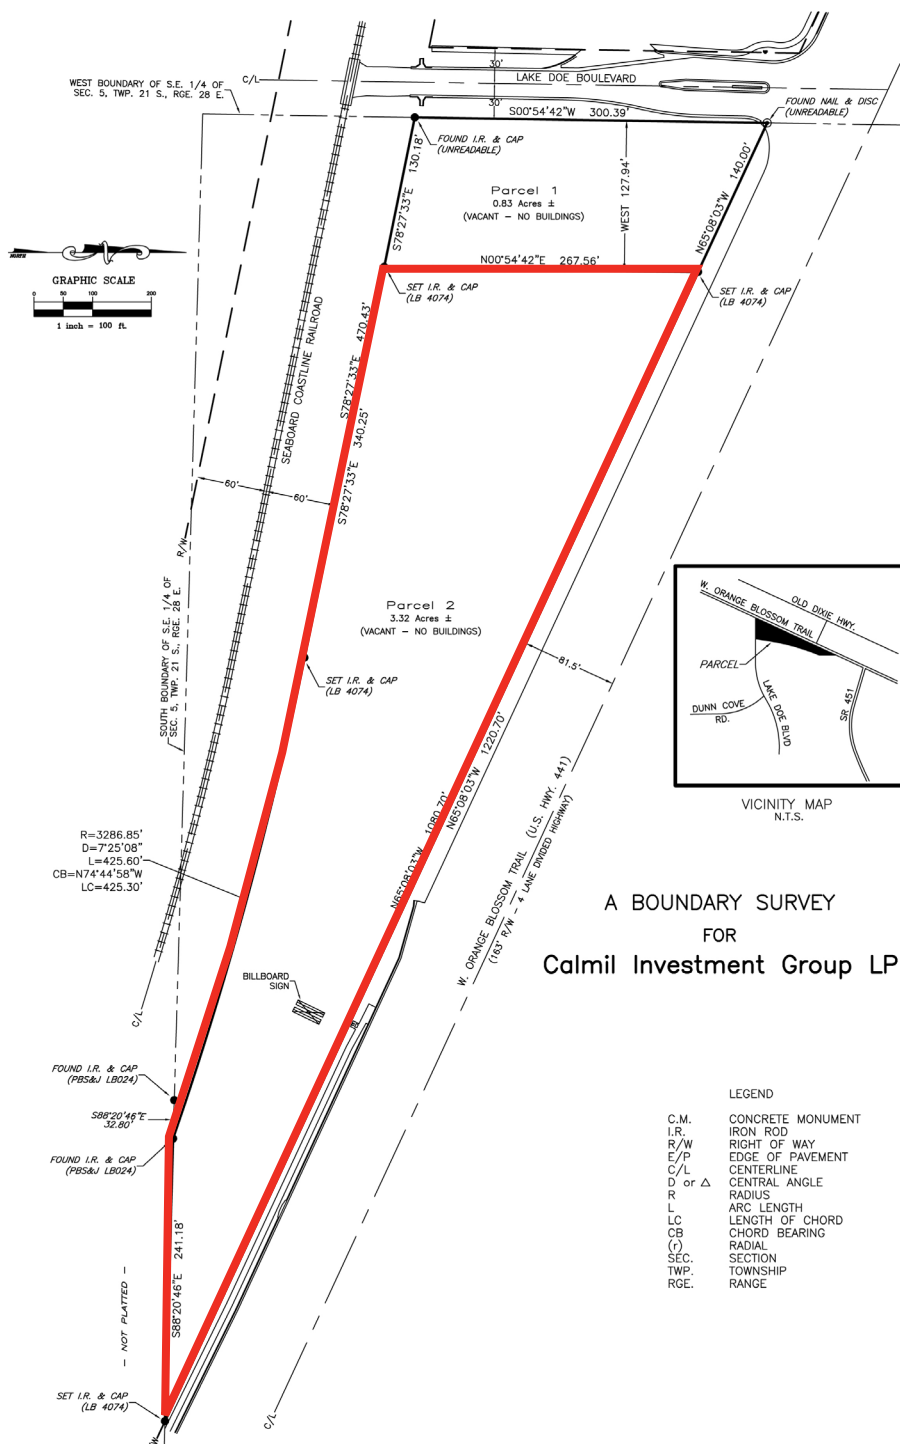 30'
C/L
LAKE DOE BOULEVARD
WEST BOUNDARY OF S.E. 1/4 OF
SEC. 5, TWP. 21 S., RGE. 28 E.
30'
S00°54'42"W 300.39'
FOUND NAIL & DISC
(UNREADABLE)
FOUND I.R. & CAP
(UNREADABLE)
S78°27'33"E 130.18'
WEST 127.94'
N65°08'03"W 140.00'
Parcel 1
0.83 Acres ±
(VACANT - NO BUILDINGS)
NORTH
GRAPHIC SCALE
0 50 100 200
1 inch = 100 ft.
N00°54'42"E 267.56'
SET I.R. & CAP
(LB 4074)
SET I.R. & CAP
(LB 4074)
SEABOARD COASTLINE RAILROAD
S78°27'33"E 470.43'
S78°27'33"E 340.25'
60'
60'
R/W
SOUTH BOUNDARY OF S.E. 1/4 OF
SEC. 5, TWP. 21 S., RGE. 28 E.
Parcel 2
3.32 Acres ±
(VACANT - NO BUILDINGS)
SET I.R. & CAP
(LB 4074)
81.5'
W. ORANGE BLOSSOM TRAIL
OLD DIXIE HWY.
PARCEL
DUNN COVE
RD.
LAKE DOE BLVD
SR 451
VICINITY MAP
N.T.S.
N65°08'03"W 1220.70'
N65°08'03"W 1080.70'
W. ORANGE BLOSSOM TRAIL (U.S. HWY. 441)
(163' R/W - 4 LANE DIVIDED HIGHWAY)
R=3286.85'
D=7°25'08"
L=425.60'
CB=N74°44'58"W
LC=425.30'
A BOUNDARY SURVEY
FOR
Calmil Investment Group LP
BILLBOARD
SIGN
C/L
FOUND I.R. & CAP
(PBS&J LB024)
S88°20'46"E
32.80'
FOUND I.R. & CAP
(PBS&J LB024)
LEGEND
C.M. CONCRETE MONUMENT
I.R. IRON ROD
R/W RIGHT OF WAY
E/P EDGE OF PAVEMENT
C/L CENTERLINE
D or △ CENTRAL ANGLE
R RADIUS
L ARC LENGTH
LC LENGTH OF CHORD
CB CHORD BEARING
(r) RADIAL
SEC. SECTION
TWP. TOWNSHIP
RGE. RANGE
S88°20'46"E 241.18'
- NOT PLATTED -
SET I.R. & CAP
(LB 4074)
C/L